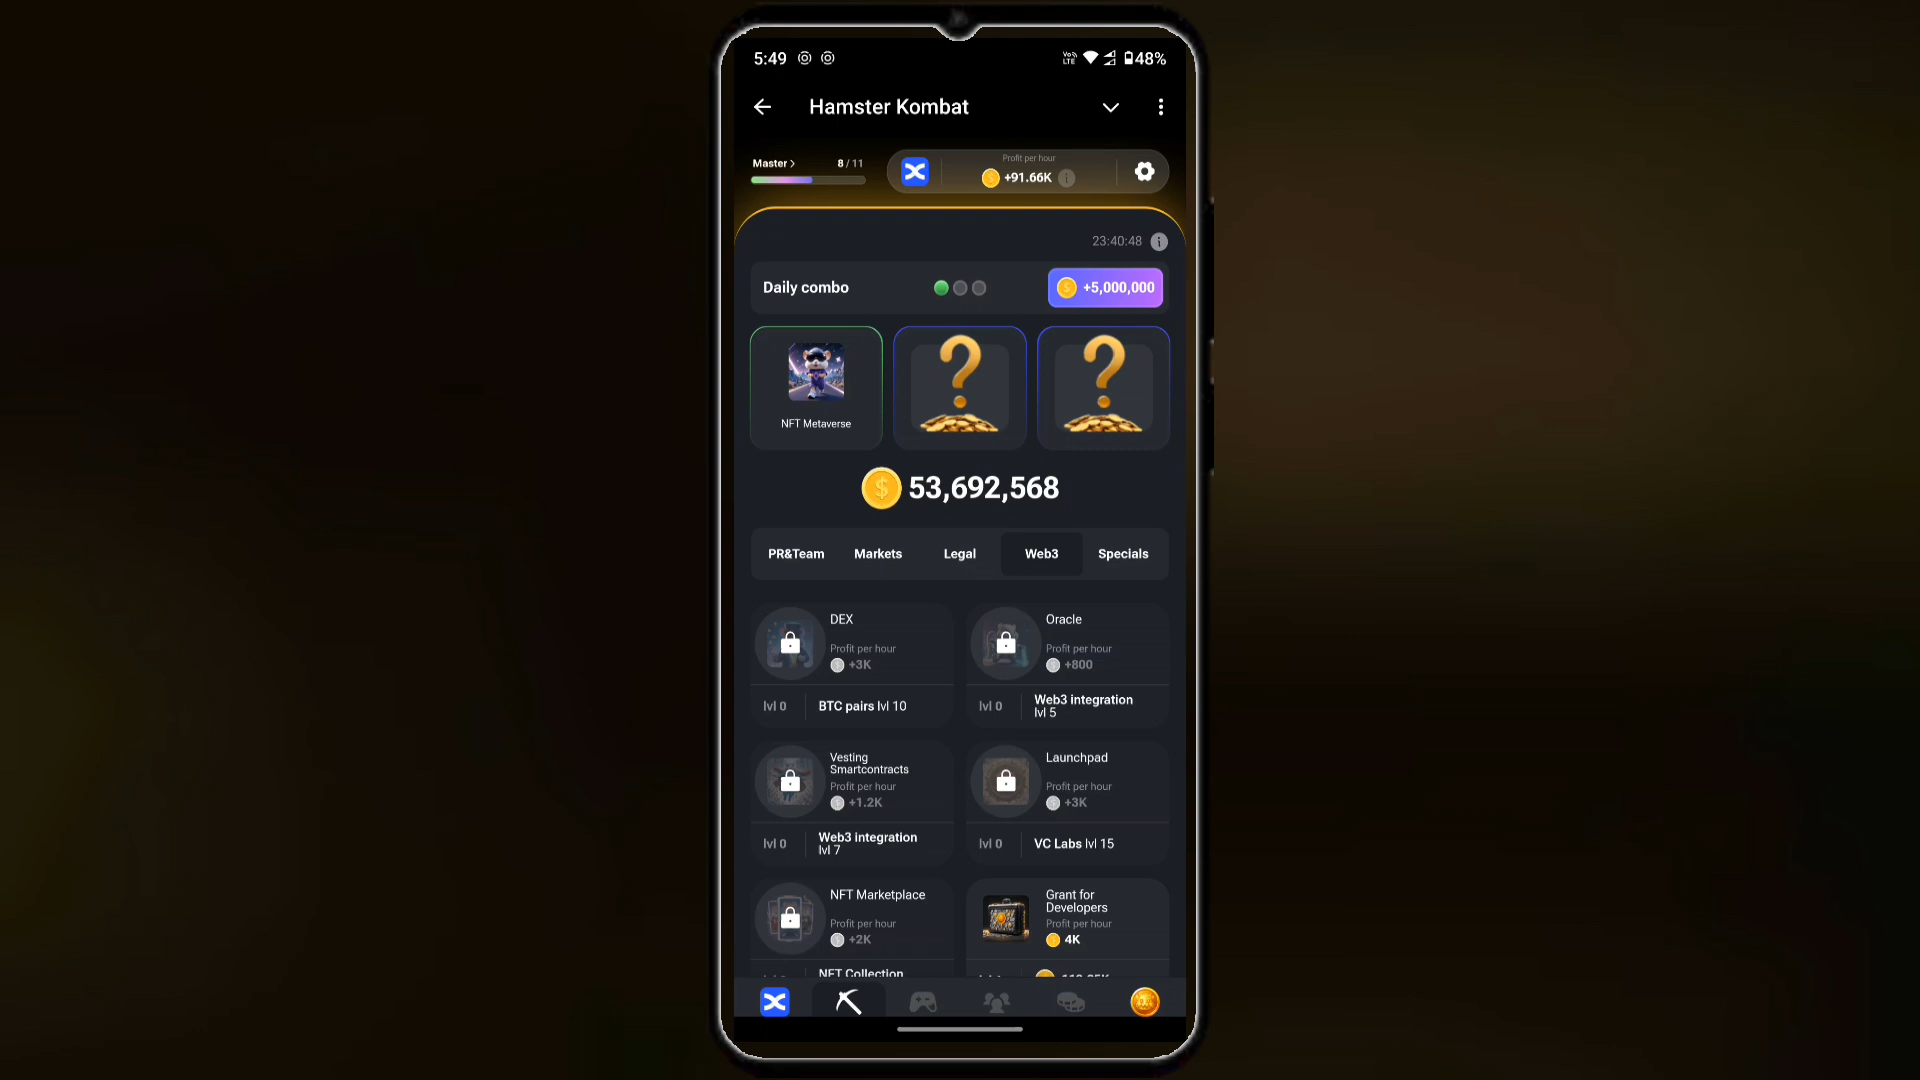 5:49
Vo) LTE
48%
Hamster Kombat
Master >
8 / 11
Profit per hour
+91.66K
23:40:48
Daily combo
+5,000,000
NFT Metaverse
53,692,568
PR&Team
Markets
Legal
Web3
Specials
DEX
Profit per hour
+3K
lvl 0
BTC pairs lvl 10
Oracle
Profit per hour
+800
lvl 0
Web3 integration
lvl 5
Vesting
Smartcontracts
Profit per hour
+1.2K
lvl 0
Web3 integration
lvl 7
Launchpad
Profit per hour
+3K
lvl 0
VC Labs lvl 15
NFT Marketplace
Profit per hour
+2K
NFT Collection
Grant for
Developers
Profit per hour
4K